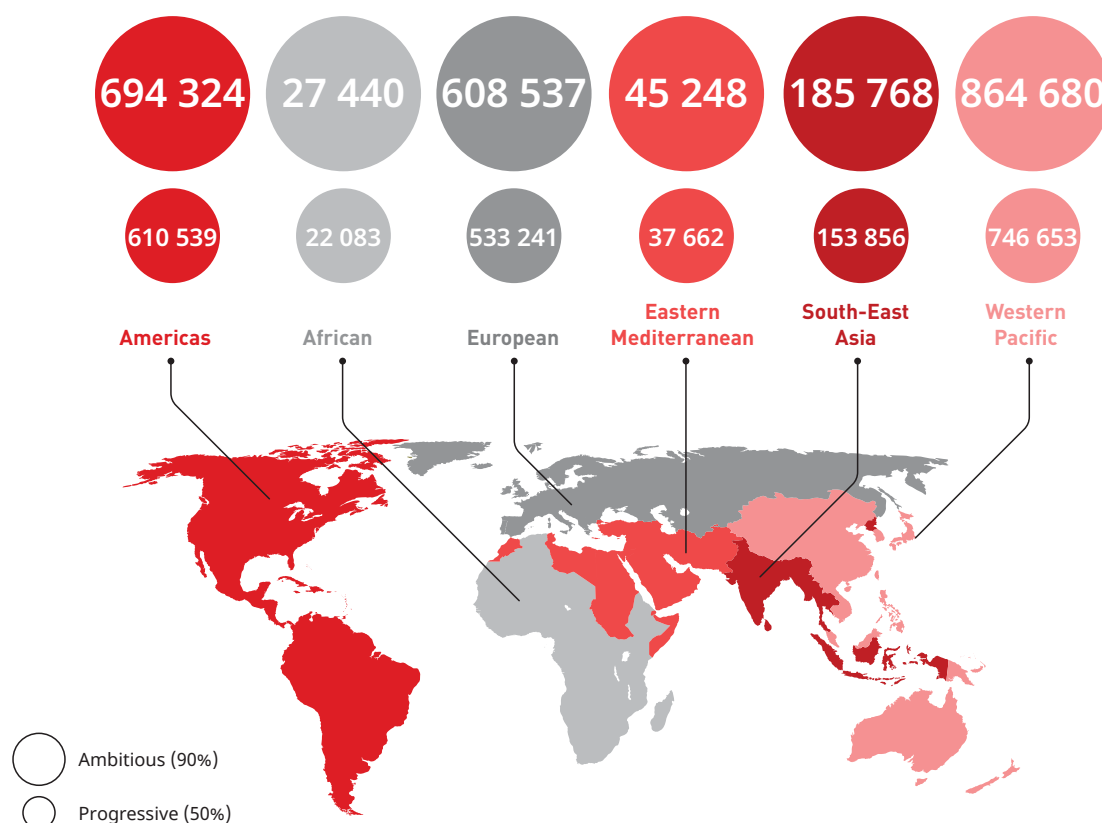 694 324
27 440
608 537
45 248
185 768
864 680
610 539
22 083
533 241
37 662
153 856
746 653
Americas
African
European
Eastern
Mediterranean
South-East
Asia
Western
Pacific
Ambitious (90%)
Progressive (50%)